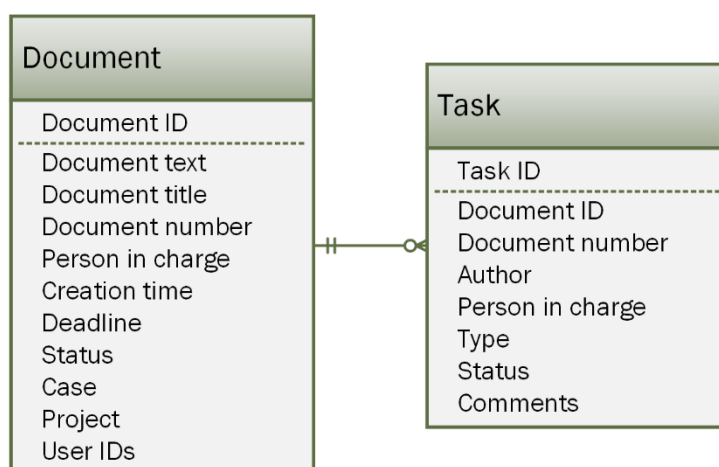 Document
Document ID
Document text
Document title
Document number
Person in charge
Creation time
Deadline
Status
Case
Project
User IDs
Task
Task ID
Document ID
Document number
Author
Person in charge
Type
Status
Comments